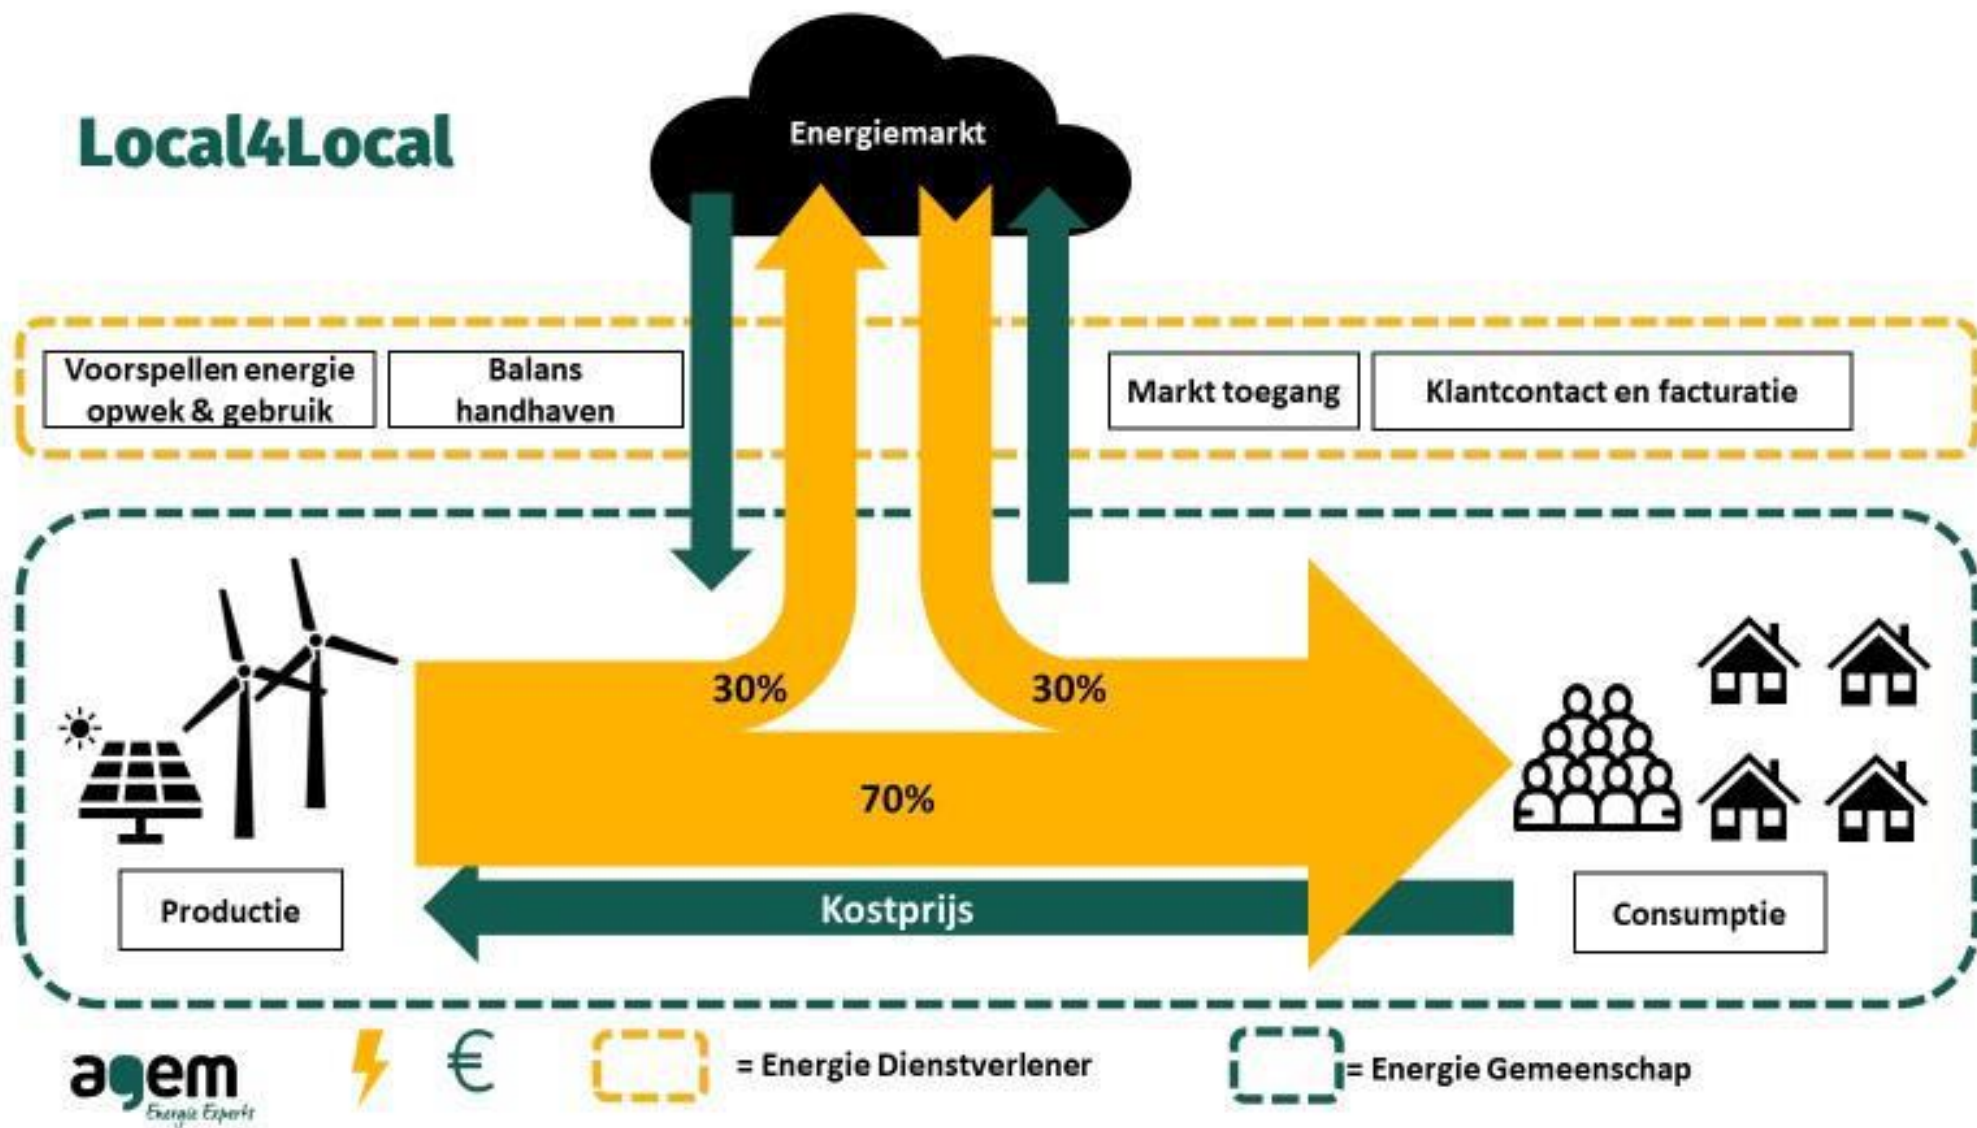 Local4Local
Energiemarkt
Voorspellen energie
opwek & gebruik
Balans
handhaven
Markt toegang
Klantcontact en facturatie
30%
30%
70%
Kostprijs
Productie
Consumptie
agem
Energie Experts
€
= Energie Dienstverlener
= Energie Gemeenschap